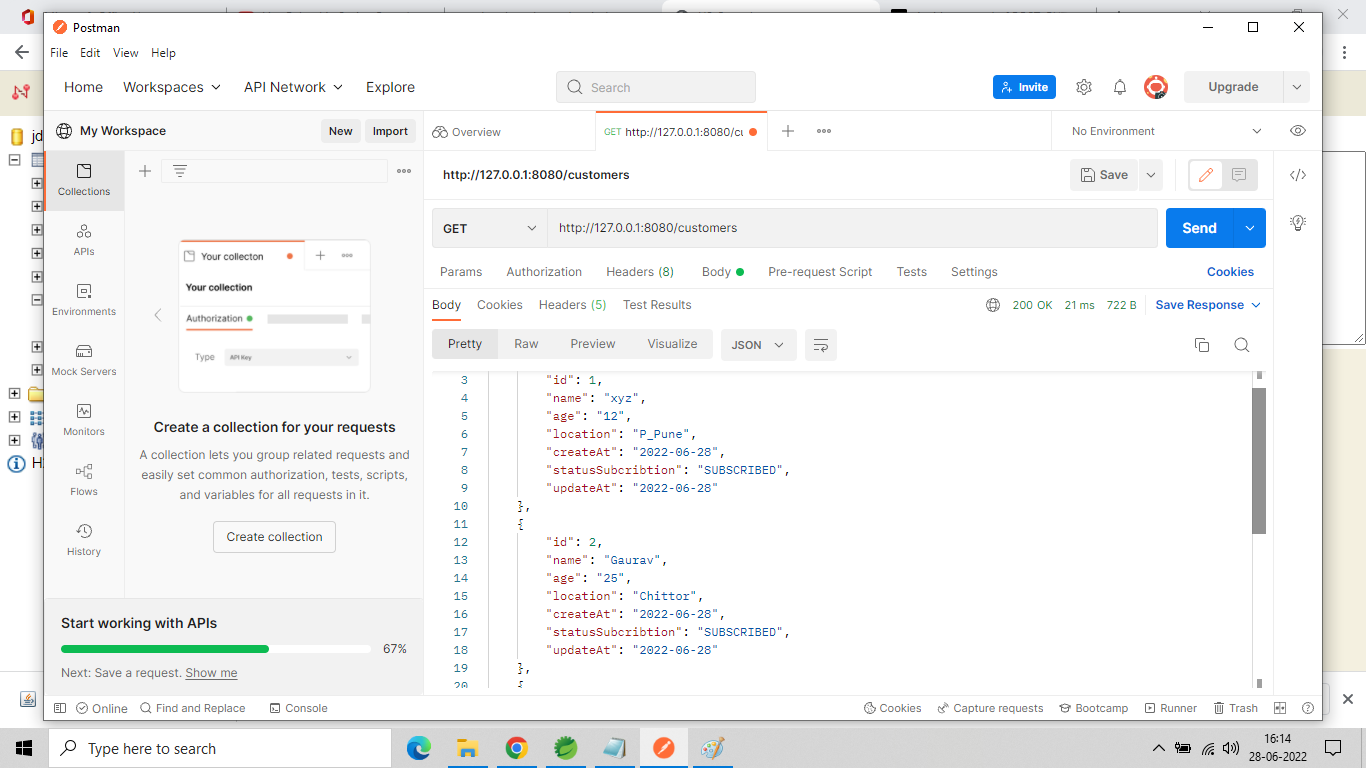 Postman
File Edit View Help
Home Workspaces API Network Explore Search Invite Upgrade
My Workspace New Import Overview GET http://127.0.0.1:8080/cu No Environment
jd
Collections
APIs
Environments
Mock Servers
Monitors
Flows
History
Your collecton
Your collection
Authorization
Type API Key
Create a collection for your requests
A collection lets you group related requests and
easily set common authorization, tests, scripts,
and variables for all requests in it.
Create collection
Start working with APIs
67%
Next: Save a request. Show me
http://127.0.0.1:8080/customers Save
GET http://127.0.0.1:8080/customers Send
Params Authorization Headers (8) Body Pre-request Script Tests Settings Cookies
Body Cookies Headers (5) Test Results 200 OK 21 ms 722 B Save Response
Pretty Raw Preview Visualize JSON
3 "id": 1,
4 "name": "xyz",
5 "age": "12",
6 "location": "P_Pune",
7 "createAt": "2022-06-28",
8 "statusSubcribtion": "SUBSCRIBED",
9 "updateAt": "2022-06-28"
10 },
11 {
12 "id": 2,
13 "name": "Gaurav",
14 "age": "25",
15 "location": "Chittor",
16 "createAt": "2022-06-28",
17 "statusSubcribtion": "SUBSCRIBED",
18 "updateAt": "2022-06-28"
19 },
20 {
Online Find and Replace Console Cookies Capture requests Bootcamp Runner Trash
Type here to search
16:14
28-06-2022